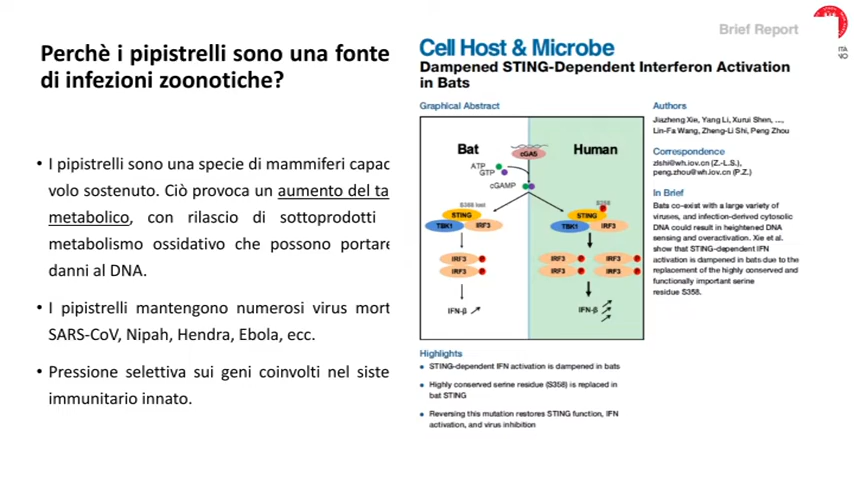 Perchè i pipistrelli sono una fonte
di infezioni zoonotiche?
• I pipistrelli sono una specie di mammiferi capac
volo sostenuto. Ciò provoca un aumento del ta
metabolico, con rilascio di sottoprodotti
metabolismo ossidativo che possono portare
danni al DNA.
• I pipistrelli mantengono numerosi virus mort
SARS-CoV, Nipah, Hendra, Ebola, ecc.
• Pressione selettiva sui geni coinvolti nel siste
immunitario innato.
Brief Report
Cell Host & Microbe
Dampened STING-Dependent Interferon Activation
in Bats
Graphical Abstract
Bat
Human
cGAS
ATP
GTP
cGAMP
S358 lost
STING
TBK1
IRF3
IRF3 P
IRF3 P
IFN-β
S358
P
STING
TBK1
IRF3
IRF3 P IRF3 P
IRF3 P IRF3 P
IFN-β
Authors
Jiazheng Xie, Yang Li, Xurui Shen, ...,
Lin-Fa Wang, Zheng-Li Shi, Peng Zhou
Correspondence
zlshi@wh.iov.cn (Z.-L.S.),
peng.zhou@wh.iov.cn (P.Z.)
In Brief
Bats co-exist with a large variety of
viruses, and infection-derived cytosolic
DNA could result in heightened DNA
sensing and overactivation. Xie et al.
show that STING-dependent IFN
activation is dampened in bats due to the
replacement of the highly conserved and
functionally important serine
residue S358.
Highlights
• STING-dependent IFN activation is dampened in bats
• Highly conserved serine residue (S358) is replaced in
bat STING
• Reversing this mutation restores STING function, IFN
activation, and virus inhibition
ITÀ
NO